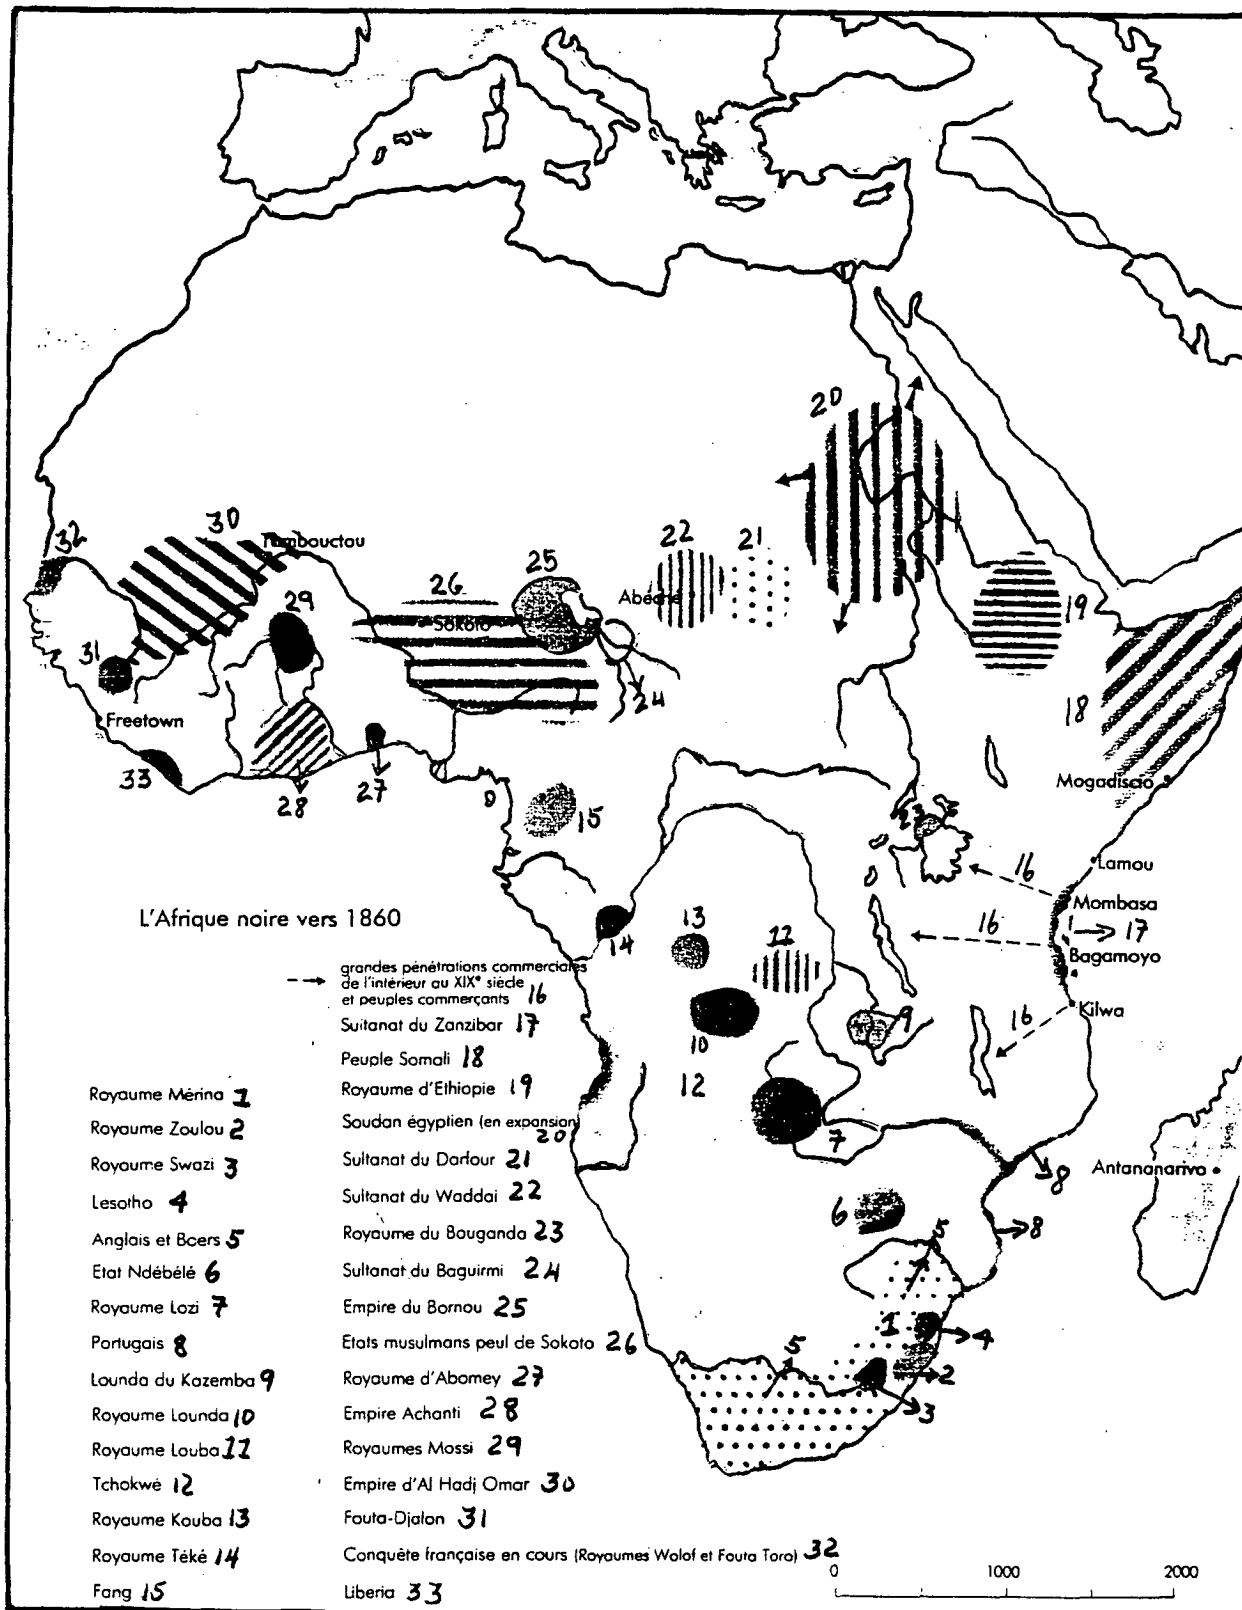 20
30
32
Tombouctou
22
21
25
26
29
Abéché
19
Sokoto
31
24
18
Freetown
33
28
27
Mogadiscio
15
23
Lamou
16
L'Afrique noire vers 1860
Mombasa
13
16
17
14
11
Bagamoyo
grandes pénétrations commerciales
de l'intérieur au XIXe siècle
et peuples commerçants 16
9
16
Kilwa
Sultanat du Zanzibar 17
10
Peuple Somali 18
12
Royaume Mérina 1
Royaume d'Ethiopie 19
Royaume Zoulou 2
Soudan égyptien (en expansion)
20
7
Royaume Swazi 3
Sultanat du Darfour 21
8
Antananarivo
Lesotho 4
Sultanat du Waddai 22
6
8
5
Anglais et Boers 5
Royaume du Bouganda 23
Etat Ndébélé 6
Sultanat du Baguirmi 24
Royaume Lozi 7
Empire du Bornou 25
1
4
Portugais 8
Etats musulmans peul de Sokoto 26
5
Lounda du Kazemba 9
Royaume d'Abomey 27
2
Royaume Lounda 10
Empire Achanti 28
3
Royaume Louba 11
Royaumes Mossi 29
Tchokwé 12
Empire d'Al Hadj Omar 30
Royaume Kouba 13
Fouta-Djalon 31
Royaume Téké 14
Conquête française en cours (Royaumes Wolof et Fouta Toro) 32
Fang 15
Liberia 33
0 1000 2000